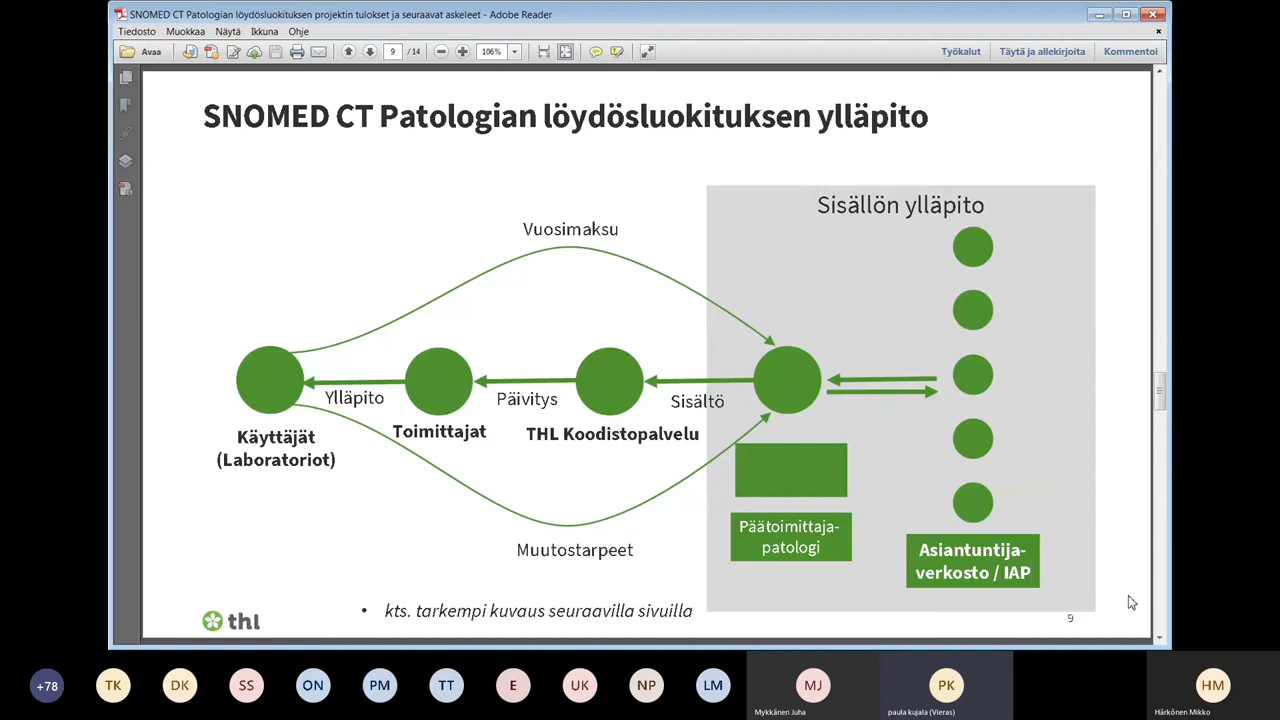 SNOMED CT Patologian löydösluokituksen projektin tulokset ja seuraavat askeleet - Adobe Reader
Tiedosto Muokkaa Näytä Ikkuna Ohje
Avaa 9 / 14 106% Työkalut Täytä ja allekirjoita Kommentoi
SNOMED CT Patologian löydösluokituksen ylläpito
Sisällön ylläpito
Vuosimaksu
Ylläpito
Päivitys
Sisältö
Käyttäjät
(Laboratoriot)
Toimittajat
THL Koodistopalvelu
Päätoimittaja-
patologi
Asiantuntija-
verkosto / IAP
Muutostarpeet
• kts. tarkempi kuvaus seuraavilla sivuilla
thl
9
+78 TK DK SS ON PM TT E UK NP LM MJ PK HM
Mykkänen Juha paula kujala (Vieras) Härkönen Mikko